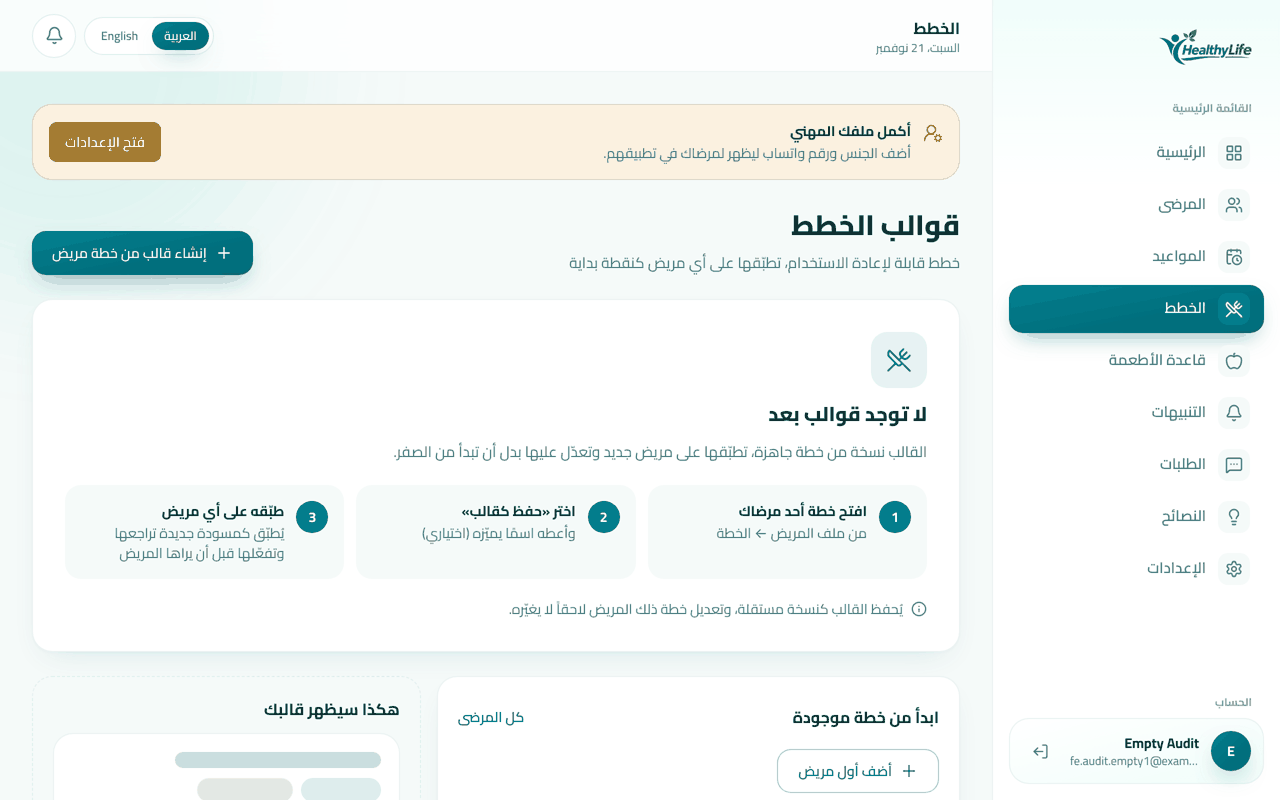 HealthyLife
القائمة الرئيسية
الرئيسية
المرضى
المواعيد
الخطط
قاعدة الأطعمة
التنبيهات
الطلبات
النصائح
الإعدادات
الحساب
Empty Audit
fe.audit.empty1@exam...
E
الخطط
السبت، 21 نوفمبر
العربية
English
أكمل ملفك المهني
أضف الجنس ورقم واتساب ليظهر لمرضاك في تطبيقهم.
فتح الإعدادات
قوالب الخطط
خطط قابلة لإعادة الاستخدام، تطبّقها على أي مريض كنقطة بداية
إنشاء قالب من خطة مريض
لا توجد قوالب بعد
القالب نسخة من خطة جاهزة، تطبّقها على مريض جديد وتعدّل عليها بدل أن تبدأ من الصفر.
1
افتح خطة أحد مرضاك
من ملف المريض ← الخطة
2
اختر «حفظ كقالب»
وأعطه اسمًا يميّزه (اختياري)
3
طبّقه على أي مريض
يُطبّق كمسودة جديدة تراجعها
وتفعّلها قبل أن يراها المريض
يُحفظ القالب كنسخة مستقلة، وتعديل خطة ذلك المريض لاحقاً لا يغيّره.
ابدأ من خطة موجودة
كل المرضى
أضف أول مريض
هكذا سيظهر قالبك